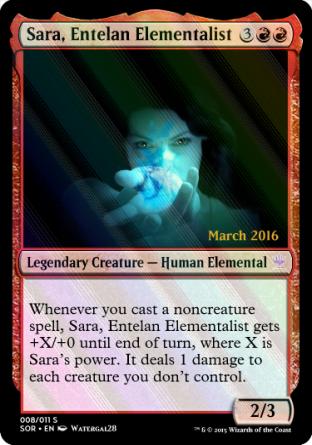 Sara, Entelan Elementalist 3
March 2016
Legendary Creature — Human Elemental
Whenever you cast a noncreature
spell, Sara, Entelan Elementalist gets
+X/+0 until end of turn, where X is
Sara's power. It deals 1 damage to
each creature you don't control.
2/3
008/011 S
SOR • EN Watergal28
™ & © 2015 Wizards of the Coast